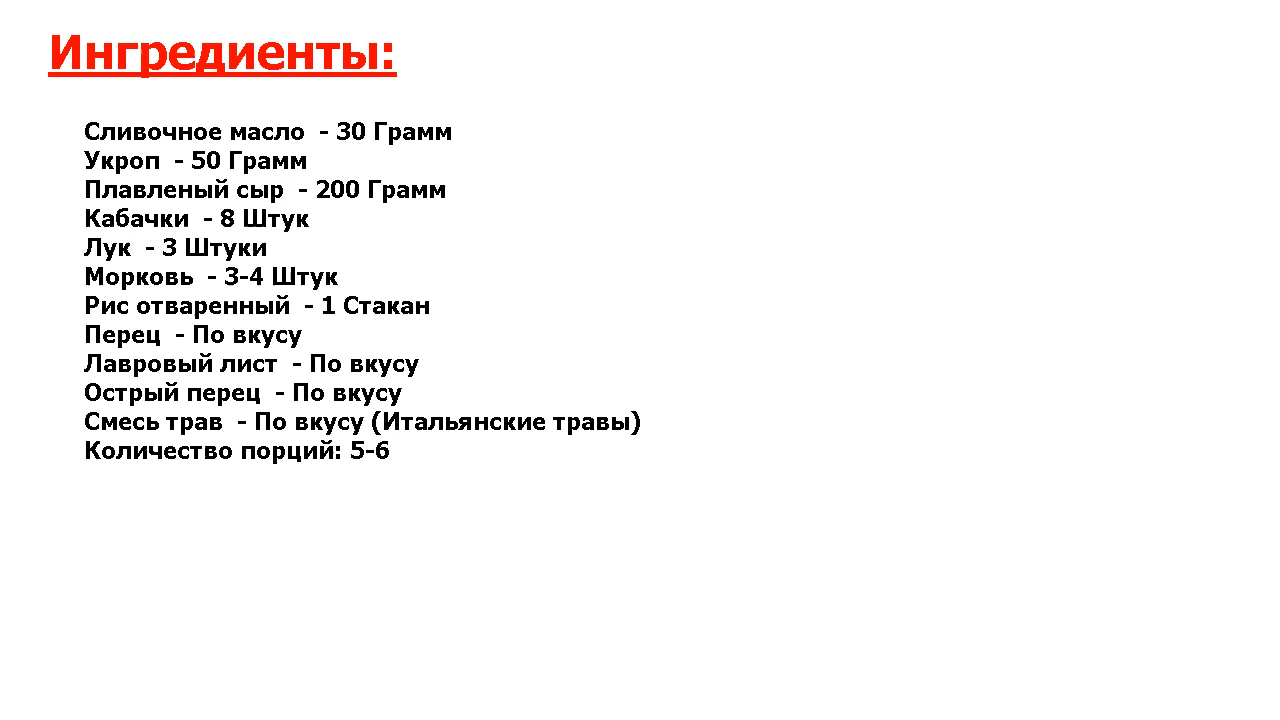 Ингредиенты:
Сливочное масло  - 30 Грамм
Укроп  - 50 Грамм
Плавленый сыр  - 200 Грамм
Кабачки  - 8 Штук
Лук  - 3 Штуки
Морковь  - 3-4 Штук
Рис отваренный  - 1 Стакан
Перец  - По вкусу
Лавровый лист  - По вкусу
Острый перец  - По вкусу
Смесь трав  - По вкусу (Итальянские травы)
Количество порций: 5-6